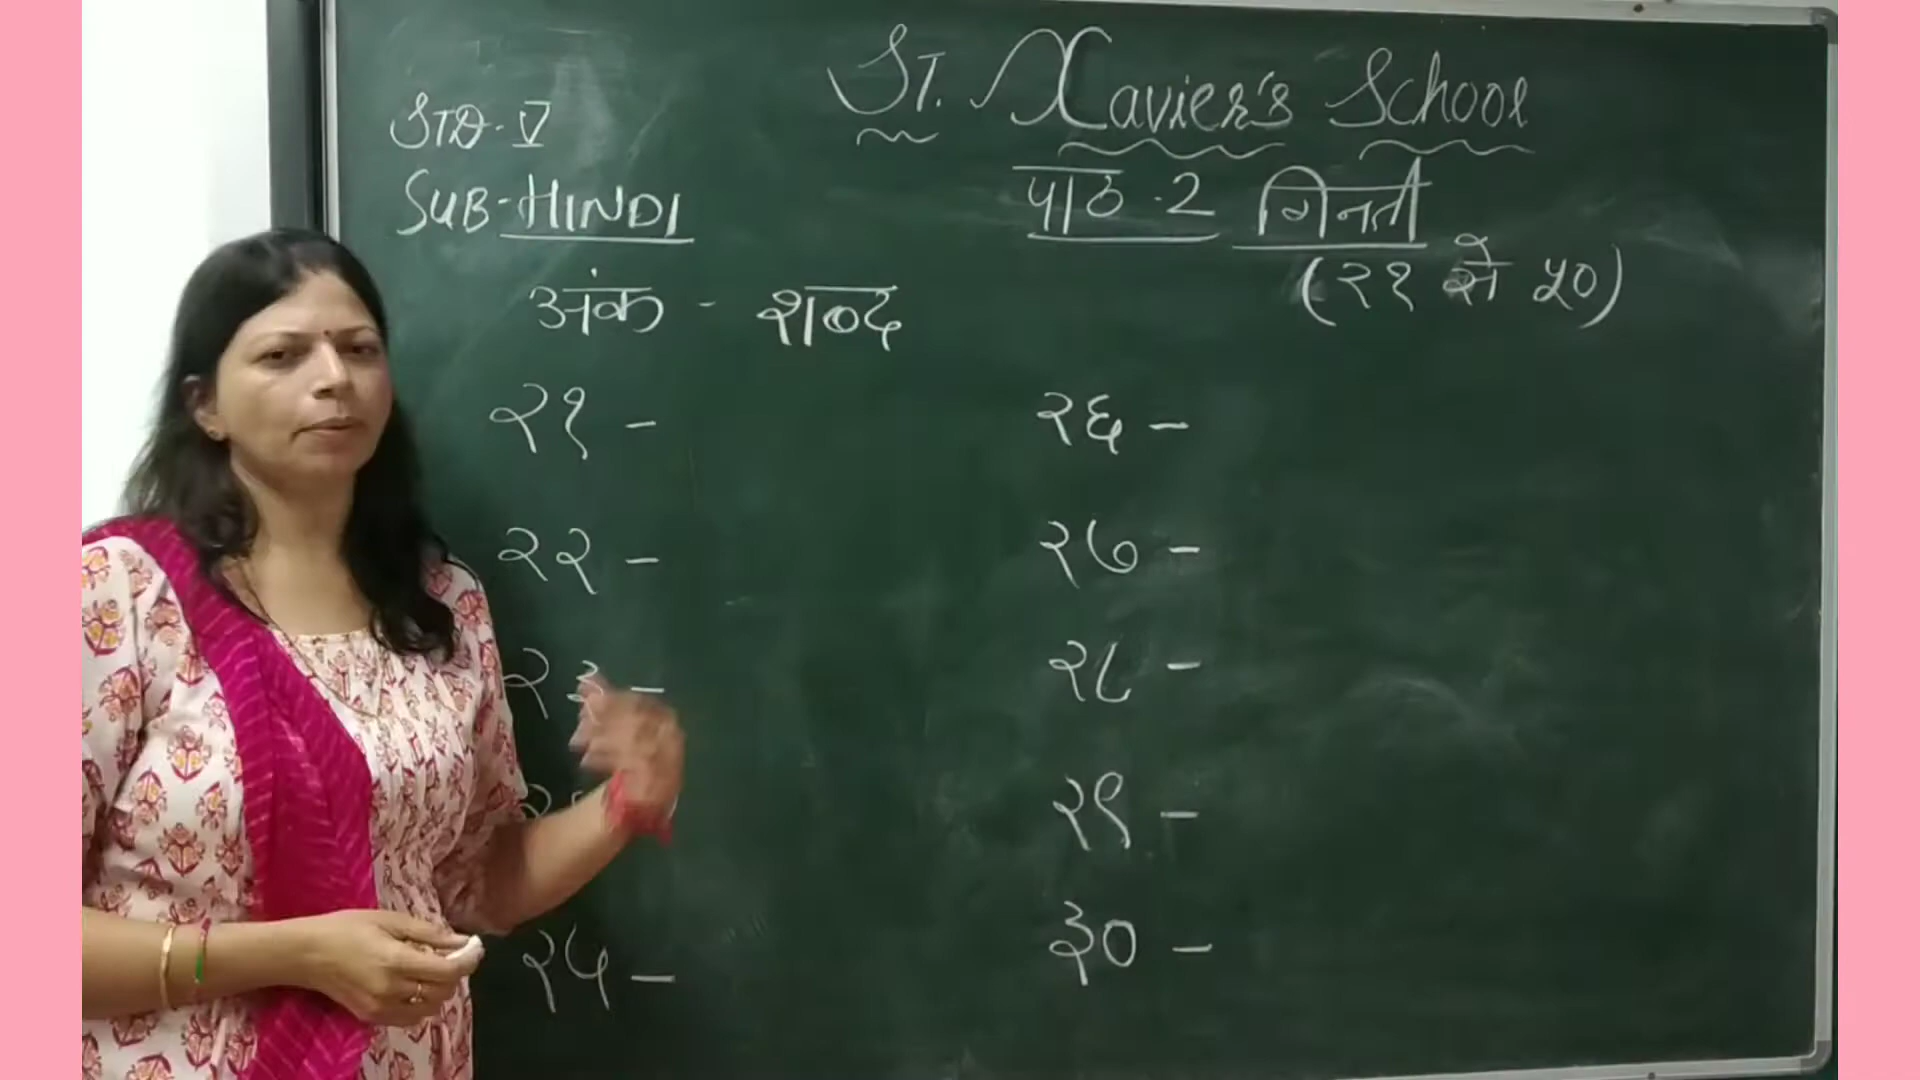 ST. Xavier's School
STD-V
SUB-HINDI
पाठ-2 गिनती
(२१ से ५०)
अंक - शब्द
२१ -
२२ -
२३ -
२५ -
२६ -
२७ -
२८ -
२९ -
३० -